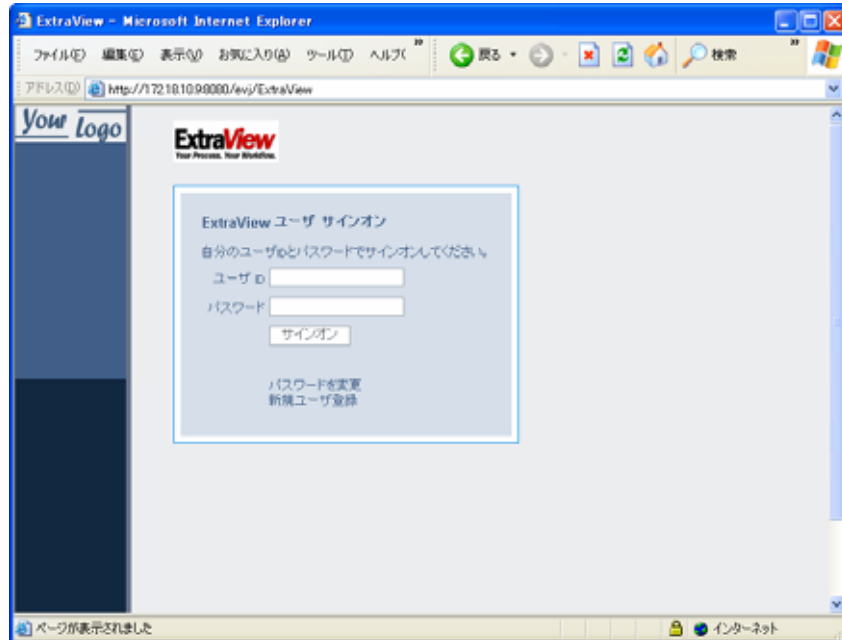 ExtraView - Microsoft Internet Explorer
ファイル(F) 編集(E) 表示(V) お気に入り(A) ツール(T) ヘルプ( » 戻る 検索 »
アドレス(D) http://172.18.10.9:8080/evj/ExtraView
Your Logo
ExtraView
Your Process. Your Workflow.
ExtraView ユーザ サインオン
自分のユーザIDとパスワードでサインオンしてください。
ユーザ ID
パスワード
サインオン
パスワードを変更
新規ユーザ登録
ページが表示されました インターネット